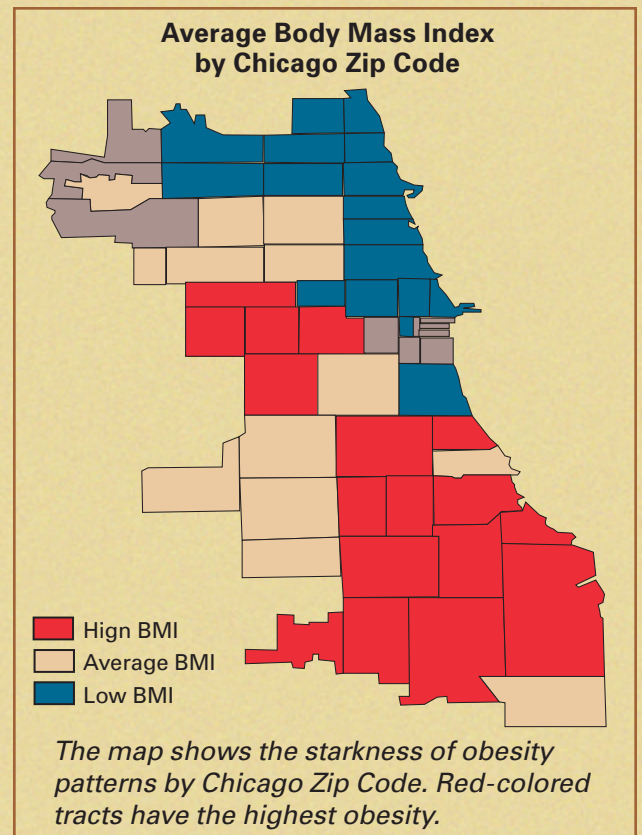 Average Body Mass Index
by Chicago Zip Code
Hign BMI
Average BMI
Low BMI
The map shows the starkness of obesity
patterns by Chicago Zip Code. Red-colored
tracts have the highest obesity.